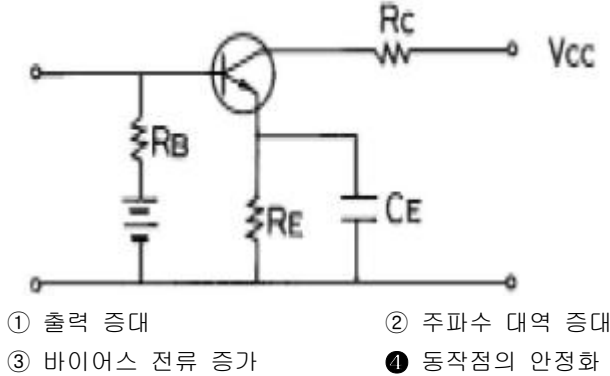 Rc
Vcc
RB
RE
CE
① 출력 증대 ② 주파수 대역 증대
③ 바이어스 전류 증가 ❹ 동작점의 안정화